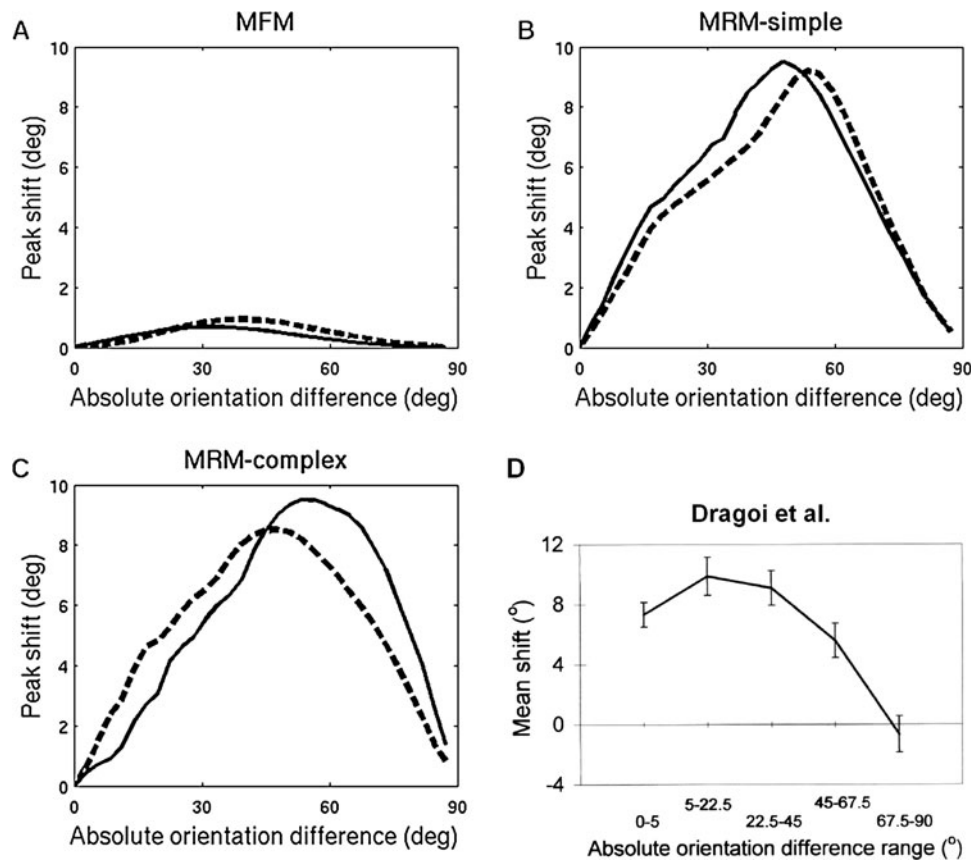 A
MFM
10
8
6
4
2
0
Peak shift (deg)
0 30 60 90
Absolute orientation difference (deg)
B
MRM-simple
10
8
6
4
2
0
Peak shift (deg)
0 30 60 90
Absolute orientation difference (deg)
C
MRM-complex
10
8
6
4
2
0
Peak shift (deg)
0 30 60 90
Absolute orientation difference (deg)
D
Dragoi et al.
12
8
4
0
-4
Mean shift (°)
0-5 5-22.5 22.5-45 45-67.5 67.5-90
Absolute orientation difference range (°)